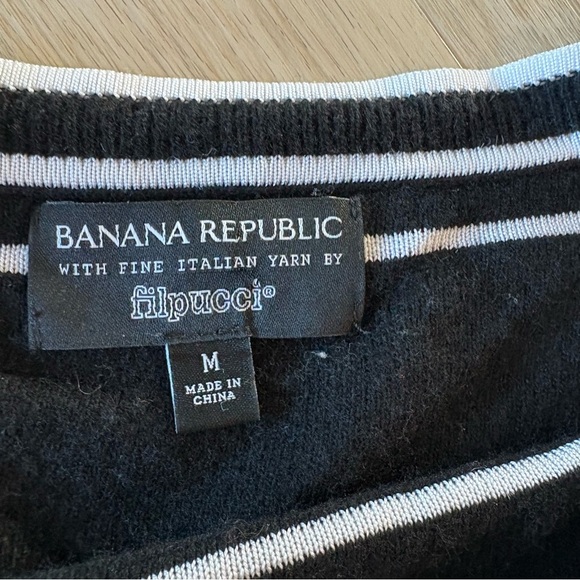 BANANA REPUBLIC
WITH FINE ITALIAN YARN BY
filpucci®
M
MADE IN
CHINA